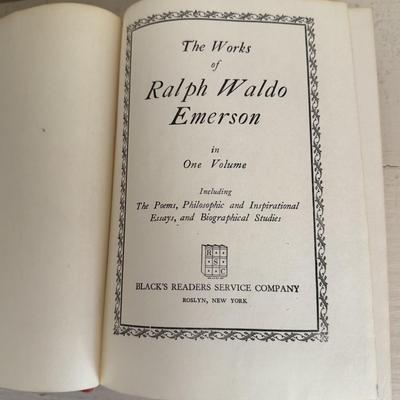 The Works
of
Ralph Waldo
Emerson
in
One Volume
Including
The Poems, Philosophic and Inspirational
Essays, and Biographical Studies
R
S C
BLACK'S READERS SERVICE COMPANY
ROSLYN, NEW YORK